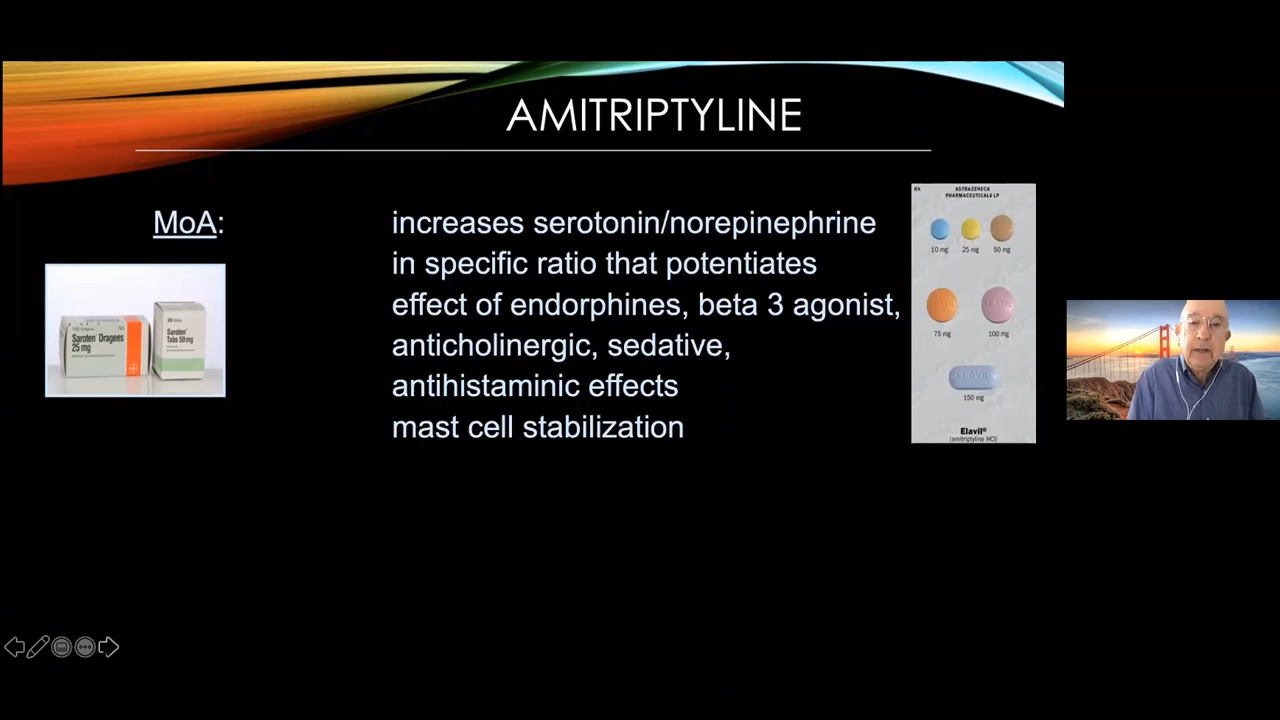 AMITRIPTYLINE
MoA:
increases serotonin/norepinephrine
in specific ratio that potentiates
effect of endorphines, beta 3 agonist,
anticholinergic, sedative,
antihistaminic effects
mast cell stabilization
Saroten® Dragees
25 mg
Saroten®
Tabs 50 mg
RX
ASTRAZENECA
PHARMACEUTICALS LP
10 mg
25 mg
50 mg
75 mg
100 mg
ELAVIL
150 mg
Elavil®
(amitriptyline HCl)